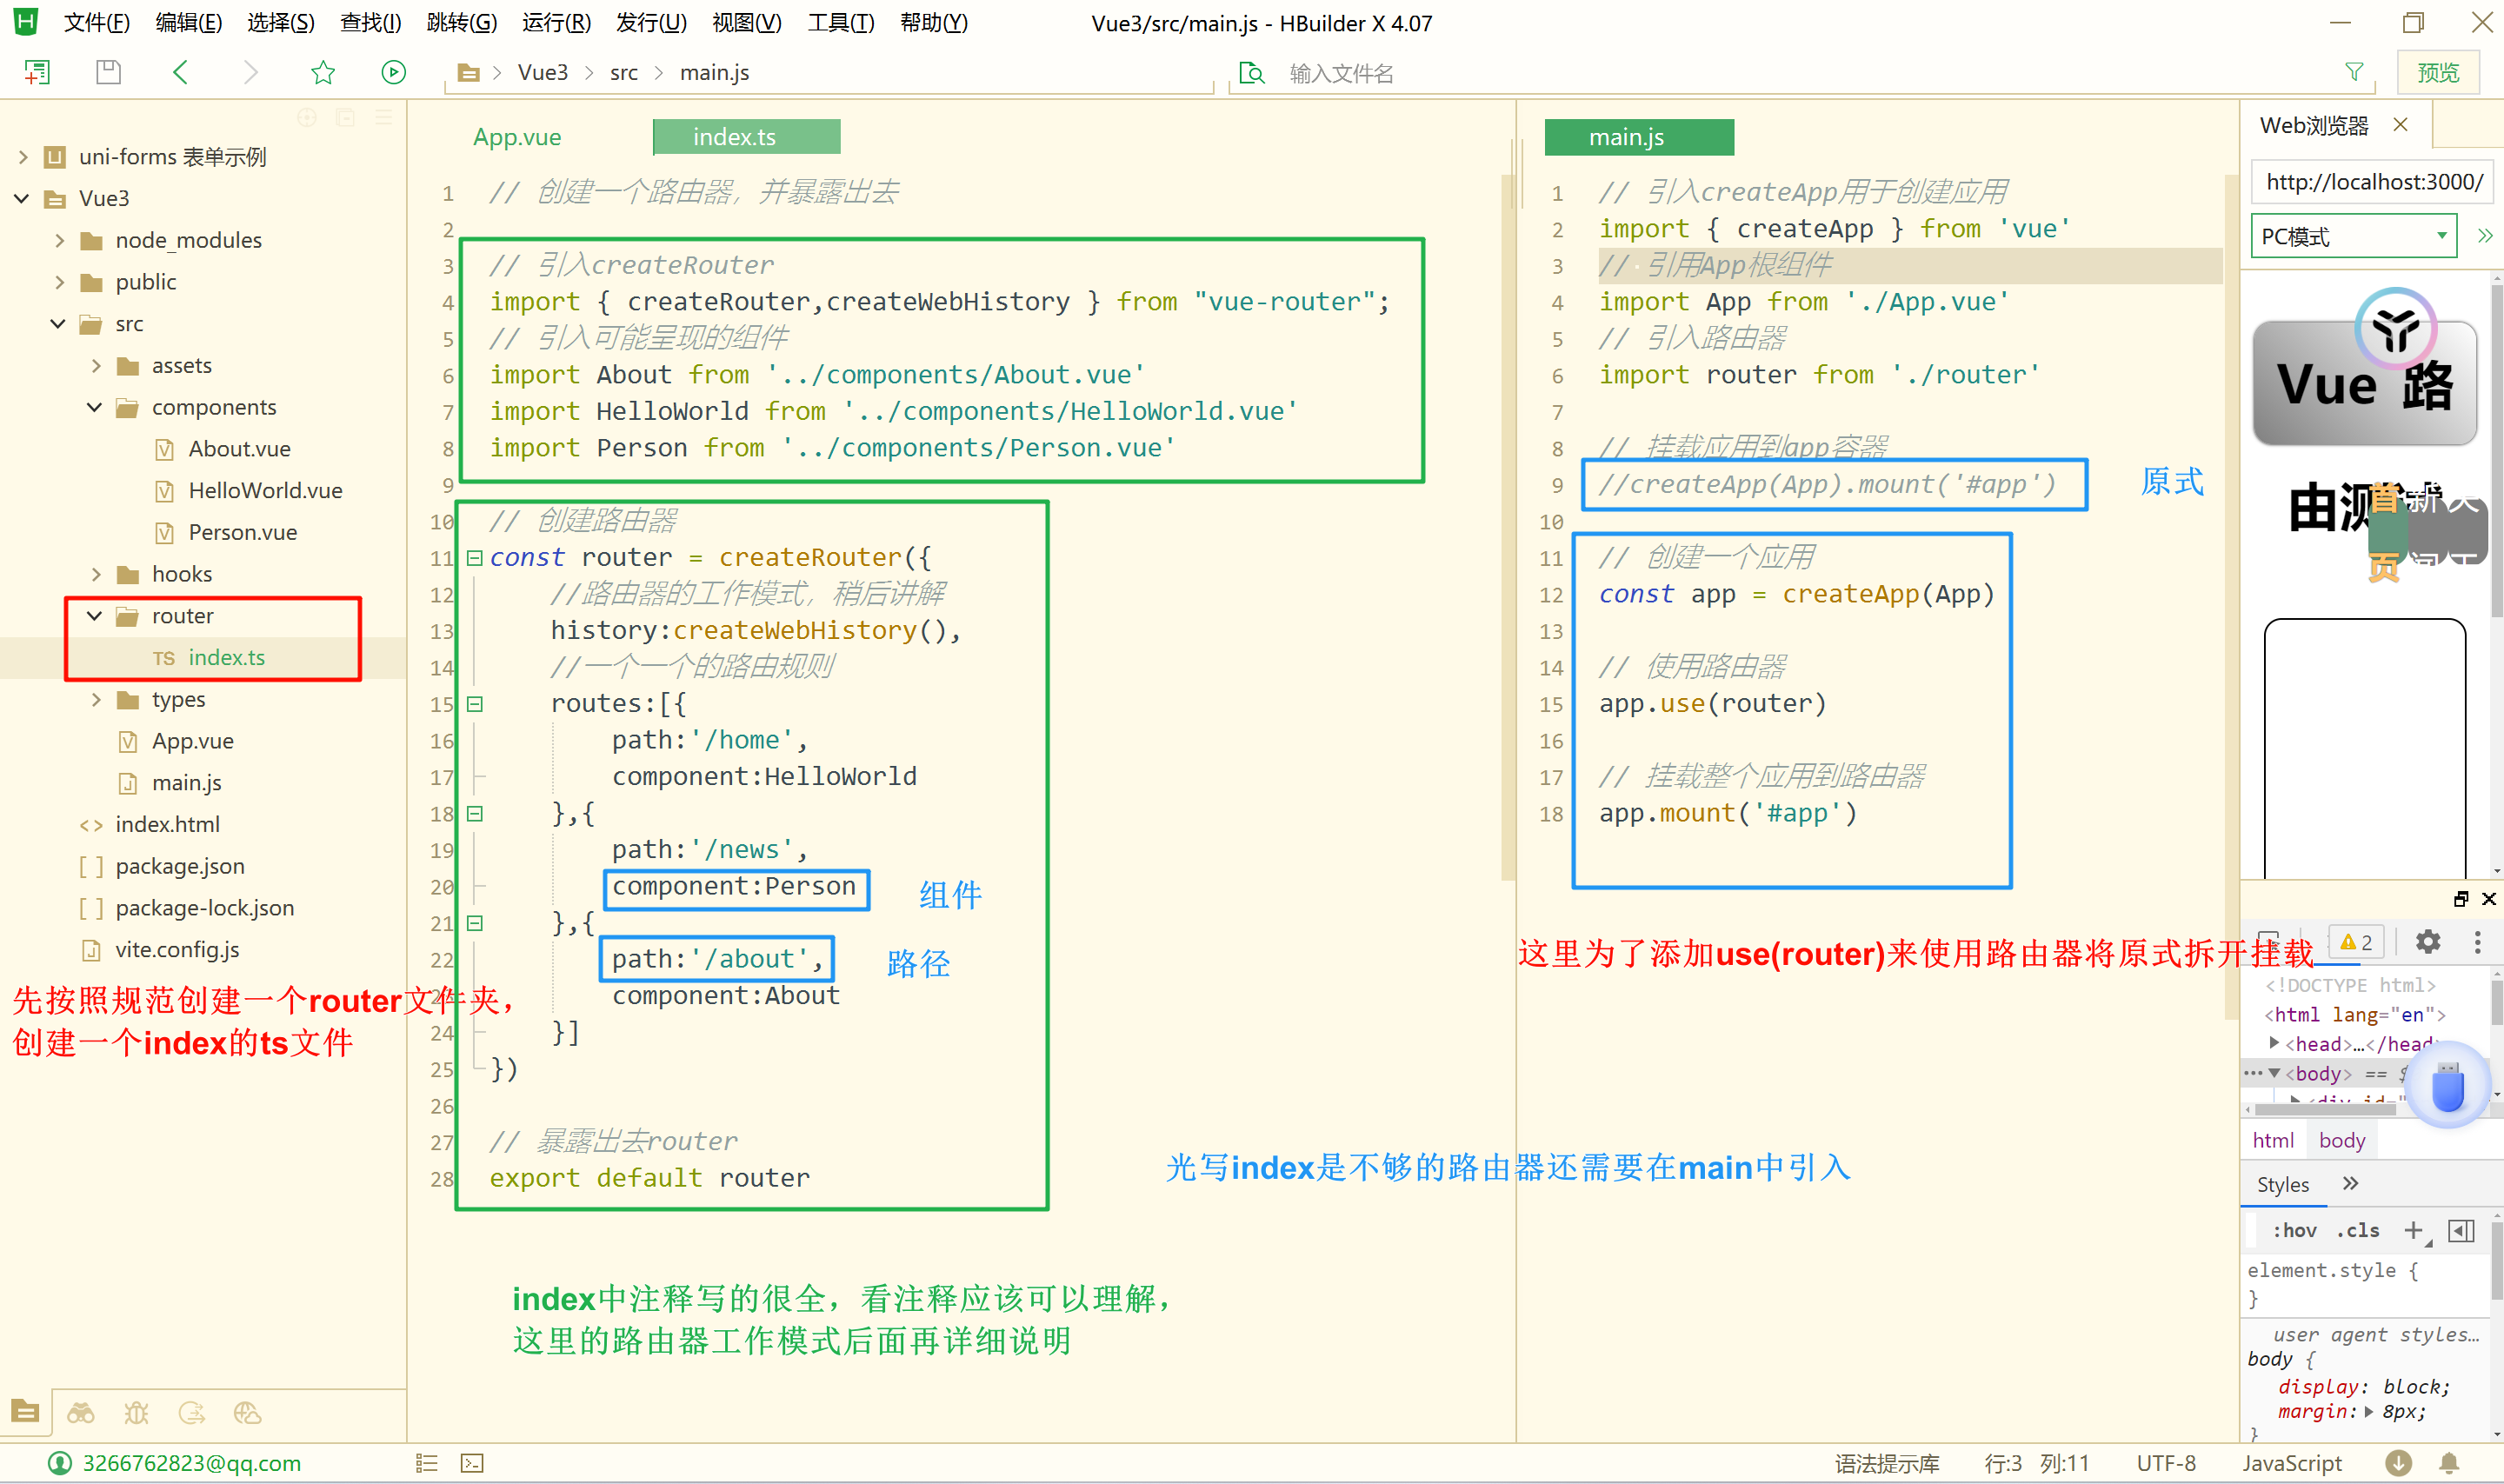 文件(F) 编辑(E) 选择(S) 查找(I) 跳转(G) 运行(R) 发行(U) 视图(V) 工具(T) 帮助(Y)
Vue3/src/main.js - HBuilder X 4.07
Vue3 src main.js
输入文件名
预览
uni-forms 表单示例
Vue3
node_modules
public
src
assets
components
About.vue
HelloWorld.vue
Person.vue
hooks
router
TS index.ts
types
App.vue
main.js
index.html
package.json
package-lock.json
vite.config.js
先按照规范创建一个router文件夹，
创建一个index的ts文件
3266762823@qq.com
App.vue index.ts
1 // 创建一个路由器，并暴露出去
2
3 // 引入createRouter
4 import { createRouter,createWebHistory } from "vue-router";
5 // 引入可能呈现的组件
6 import About from '../components/About.vue'
7 import HelloWorld from '../components/HelloWorld.vue'
8 import Person from '../components/Person.vue'
9
10 // 创建路由器
11 const router = createRouter({
12 //路由器的工作模式，稍后讲解
13 history:createWebHistory(),
14 //一个一个的路由规则
15 routes:[{
16 path:'/home',
17 component:HelloWorld
18 },{
19 path:'/news',
20 component:Person
组件
21 },{
22 path:'/about',
路径
component:About
24 }]
25 })
26
27 // 暴露出去router
28 export default router
index中注释写的很全，看注释应该可以理解，
这里的路由器工作模式后面再详细说明
main.js
1 // 引入createApp用于创建应用
2 import { createApp } from 'vue'
3 // 引用App根组件
4 import App from './App.vue'
5 // 引入路由器
6 import router from './router'
7
8 // 挂载应用到app容器
9 //createApp(App).mount('#app')
原式
10
11 // 创建一个应用
12 const app = createApp(App)
13
14 // 使用路由器
15 app.use(router)
16
17 // 挂载整个应用到路由器
18 app.mount('#app')
这里为了添加use(router)来使用路由器将原式拆开挂载
光写index是不够的路由器还需要在main中引入
Web浏览器
http://localhost:3000/
PC模式
Vue 路
由测
首
页
2
<!DOCTYPE html>
<html lang="en">
<head>…</head
<body> == $
<div id="
html body
Styles
:hov .cls
element.style {
}
user agent styles…
body {
display: block;
margin: 8px;
}
语法提示库 行:3 列:11 UTF-8 JavaScript